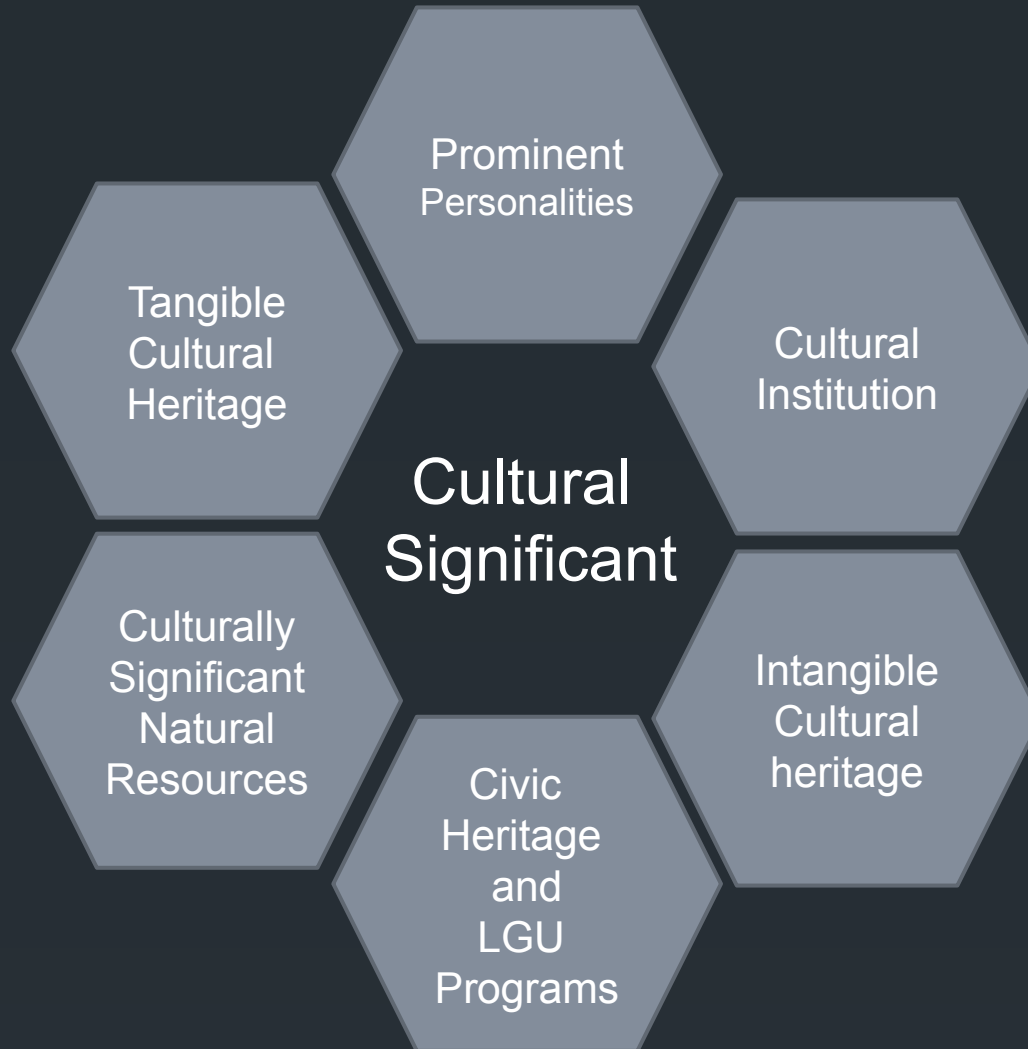 Prominent
Personalities
Tangible
Cultural
Heritage
Cultural
Institution
Cultural
Significant
Culturally
Significant
Natural
Resources
Intangible
Cultural
heritage
Civic
Heritage
and
LGU
Programs